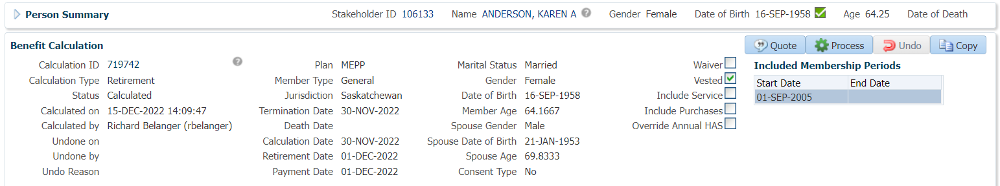 Person Summary Stakeholder ID 106133 Name ANDERSON, KAREN A Gender Female Date of Birth 16-SEP-1958 Age 64.25 Date of Death
Benefit Calculation Quote Process Undo Copy
Calculation ID 719742 Plan MEPP Marital Status Married Waiver Included Membership Periods
Calculation Type Retirement Member Type General Gender Female Vested Start Date End Date
Status Calculated Jurisdiction Saskatchewan Date of Birth 16-SEP-1958 Include Service 01-SEP-2005
Calculated on 15-DEC-2022 14:09:47 Termination Date 30-NOV-2022 Member Age 64.1667 Include Purchases
Calculated by Richard Belanger (rbelanger) Death Date Spouse Gender Male Override Annual HAS
Undone on Calculation Date 30-NOV-2022 Spouse Date of Birth 21-JAN-1953
Undone by Retirement Date 01-DEC-2022 Spouse Age 69.8333
Undo Reason Payment Date 01-DEC-2022 Consent Type No